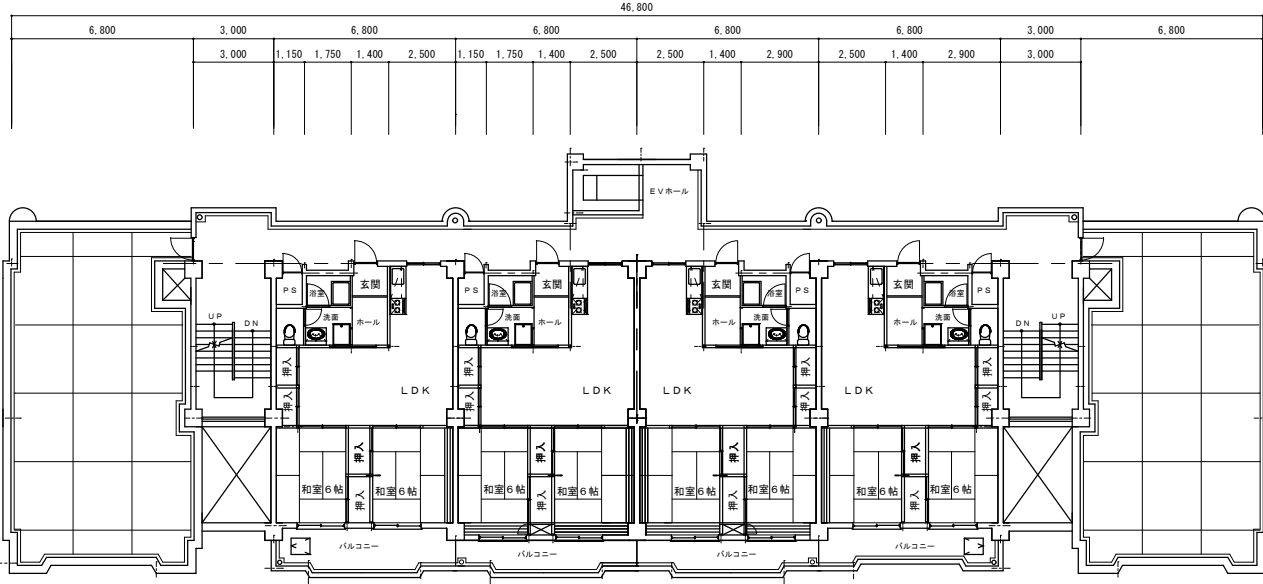 46,800
6,800 3,000 6,800 6,800 6,800 6,800 3,000 6,800
3,000 1,150 1,750 1,400 2,500 1,150 1,750 1,400 2,500 2,500 1,400 2,900 2,500 1,400 2,900 3,000
EVホール
PS 浴室 玄関 PS 浴室 玄関 玄関 浴室 PS 玄関 浴室 PS
UP DN 洗面 ホール 洗面 ホール ホール 洗面 ホール 洗面 DN UP
押入 押入 押入 押入
押入 LDK 押入 LDK LDK 押入 LDK 押入
押入 押入 押入 押入
和室6帖 和室6帖 和室6帖 和室6帖 和室6帖 和室6帖 和室6帖 和室6帖
押入 押入 押入 押入
バルコニー バルコニー バルコニー バルコニー